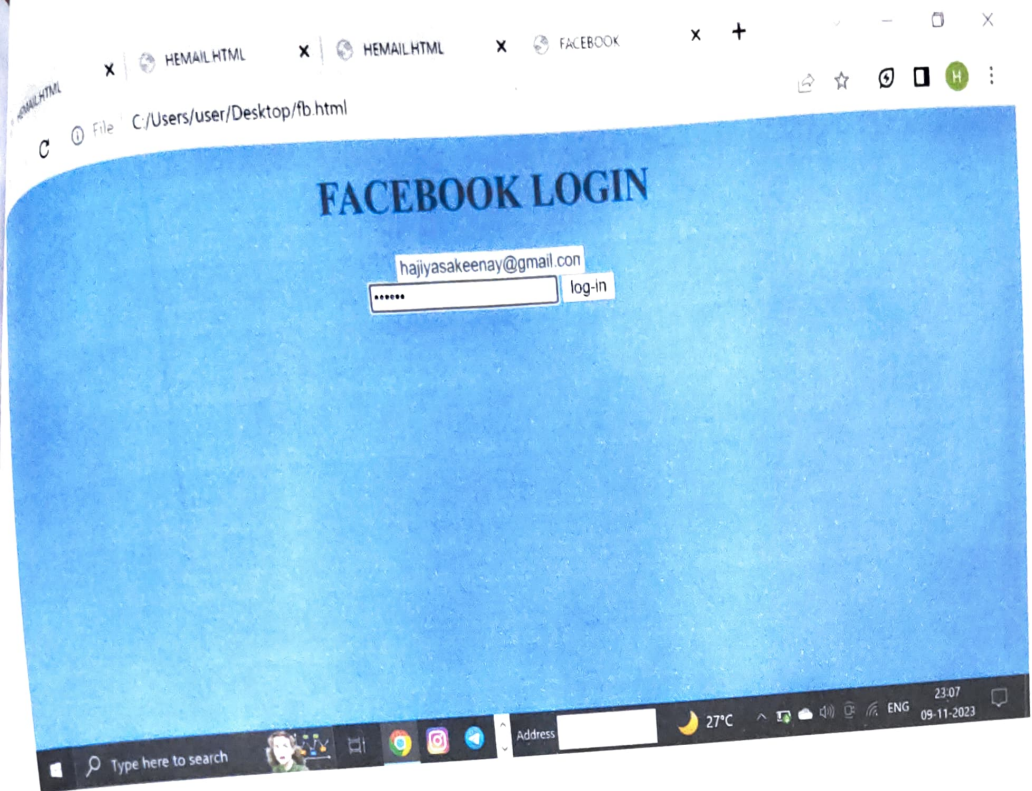 HEMAIL.HTML
HEMAIL.HTML
HEMAIL.HTML
FACEBOOK
File C:/Users/user/Desktop/fb.html
H
FACEBOOK LOGIN
hajiyasakeenay@gmail.con
•••••• log-in
Type here to search
Address
27°C
ENG
23:07
09-11-2023